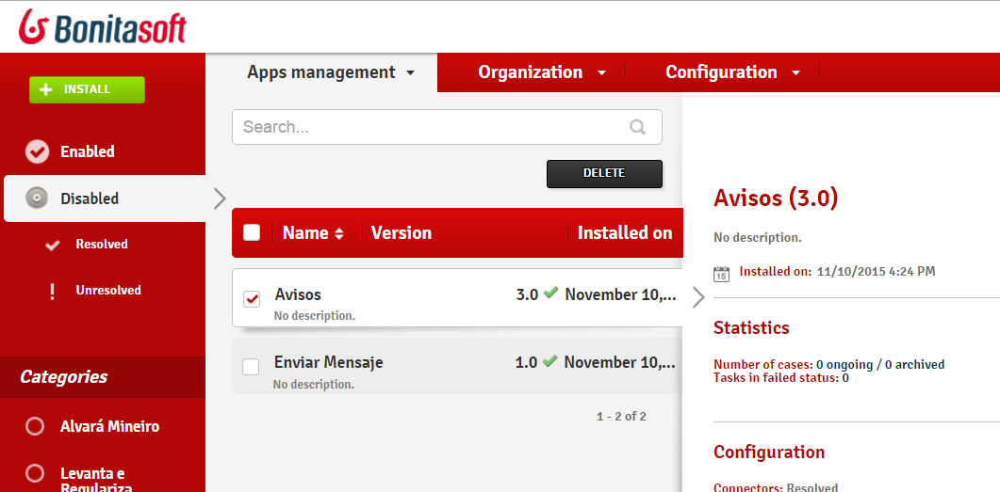 Bonitasoft
Apps management
Organization
Configuration
INSTALL
Enabled
Disabled
Resolved
Unresolved
Categories
Alvará Mineiro
Levanta e
Regulariza
Search...
DELETE
Name
Version
Installed on
Avisos
3.0
November 10,...
No description.
Enviar Mensaje
1.0
November 10,...
No description.
1 - 2 of 2
Avisos (3.0)
No description.
15
Installed on: 11/10/2015 4:24 PM
Statistics
Number of cases: 0 ongoing / 0 archived
Tasks in failed status: 0
Configuration
Connectors: Resolved